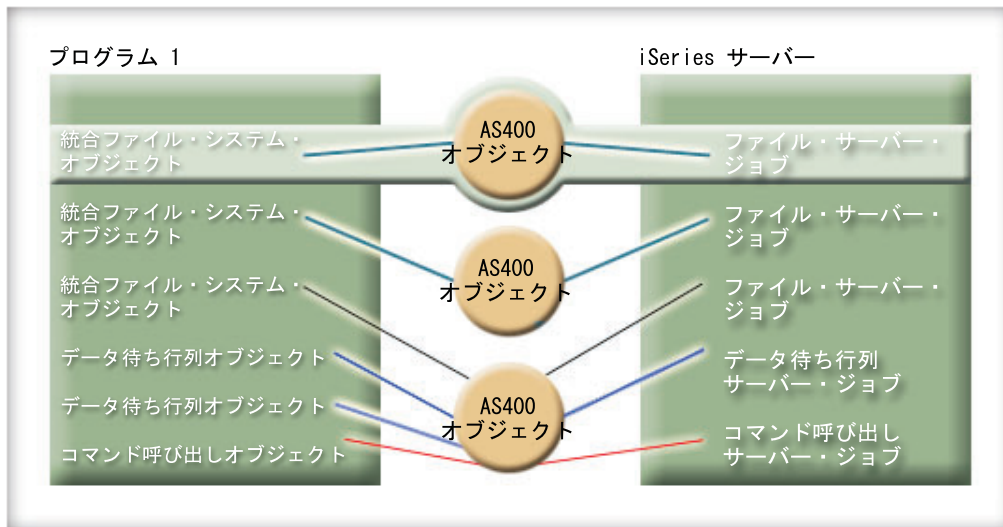 プログラム 1
iSeries サーバー
統合ファイル・システム・
オブジェクト
AS400
オブジェクト
ファイル・サーバー・
ジョブ
統合ファイル・システム・
オブジェクト
AS400
オブジェクト
ファイル・サーバー・
ジョブ
統合ファイル・システム・
オブジェクト
ファイル・サーバー・
ジョブ
データ待ち行列オブジェクト
データ待ち行列オブジェクト
コマンド呼び出しオブジェクト
AS400
オブジェクト
データ待ち行列
サーバー・ジョブ
コマンド呼び出し
サーバー・ジョブ